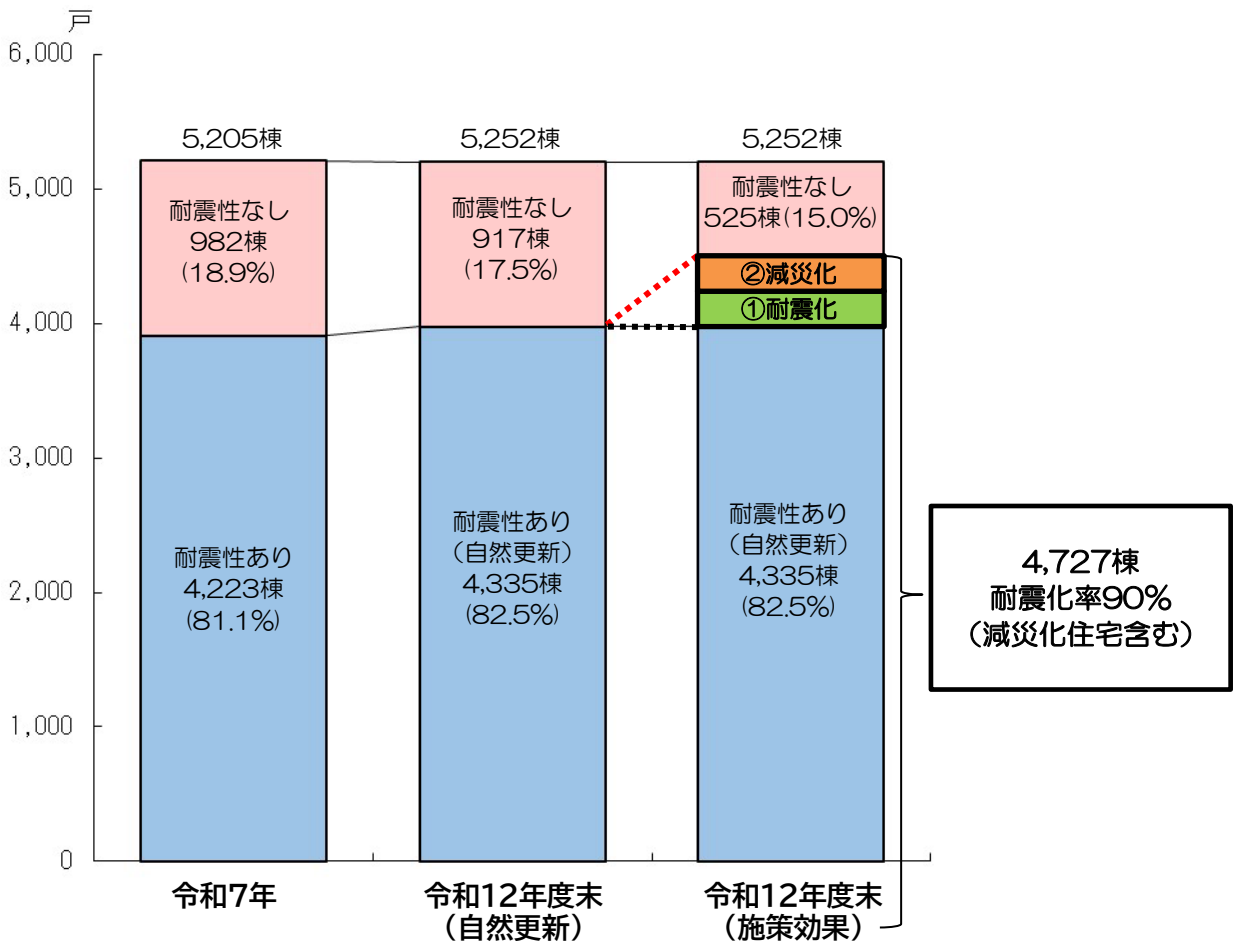 戸
6,000
5,000
4,000
3,000
2,000
1,000
0
5,205棟
耐震性なし
982棟
(18.9%)
耐震性あり
4,223棟
(81.1%)
令和7年
5,252棟
耐震性なし
917棟
(17.5%)
耐震性あり
(自然更新)
4,335棟
(82.5%)
令和12年度末
(自然更新)
5,252棟
耐震性なし
525棟(15.0%)
②減災化
①耐震化
耐震性あり
(自然更新)
4,335棟
(82.5%)
令和12年度末
(施策効果)
4,727棟
耐震化率90%
(減災化住宅含む)